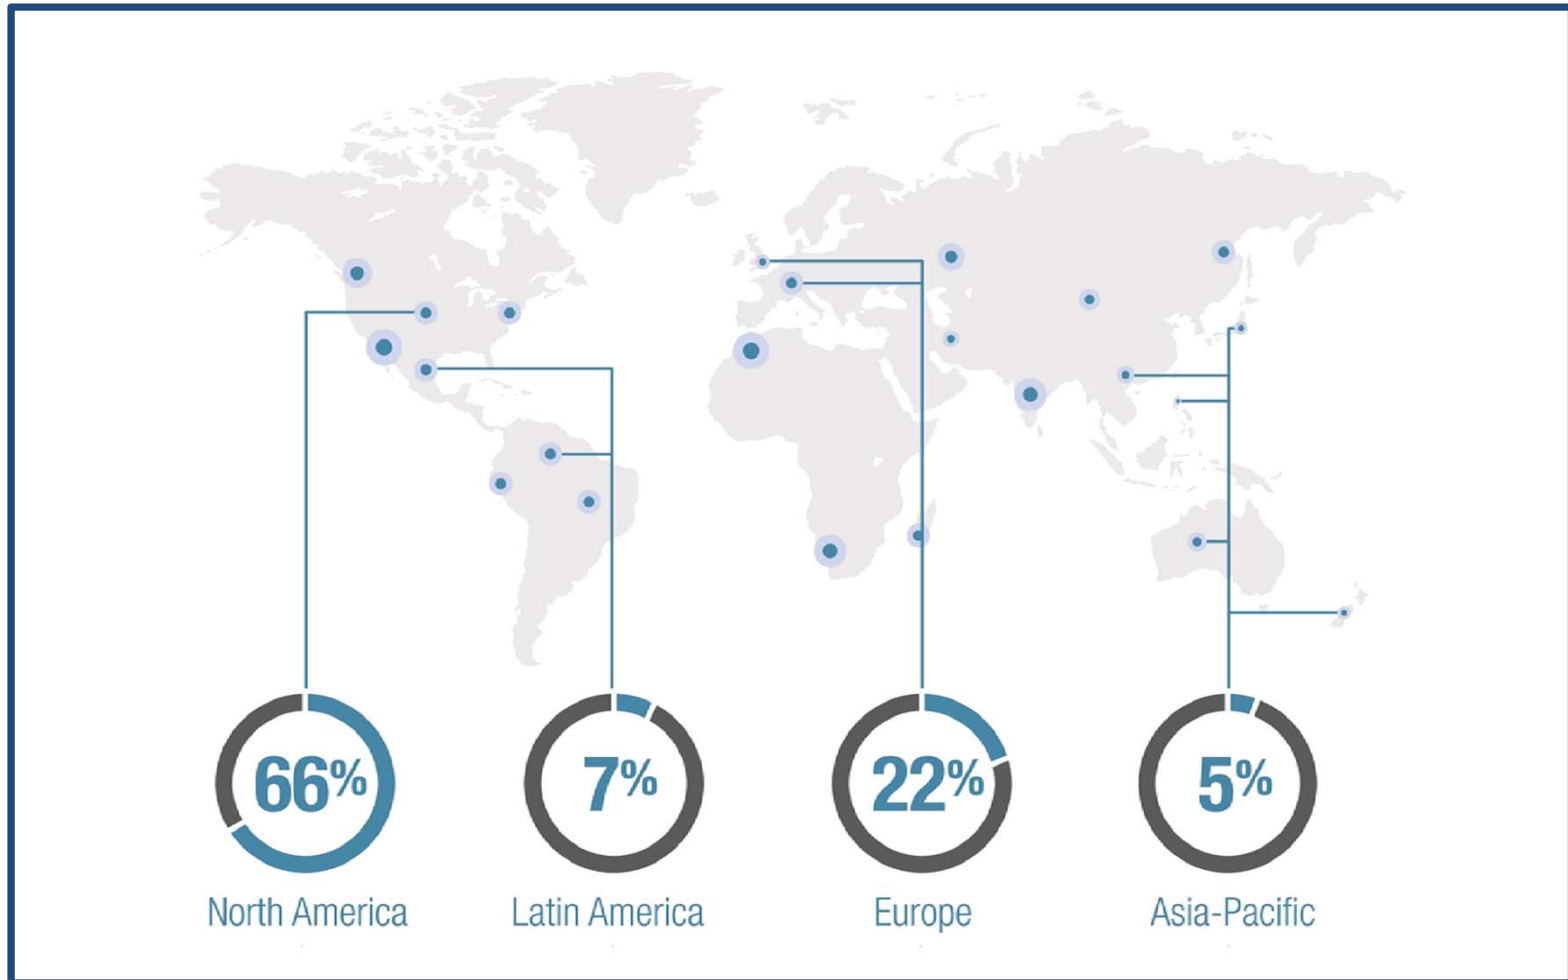 66%
7%
22%
5%
North America
Latin America
Europe
Asia-Pacific